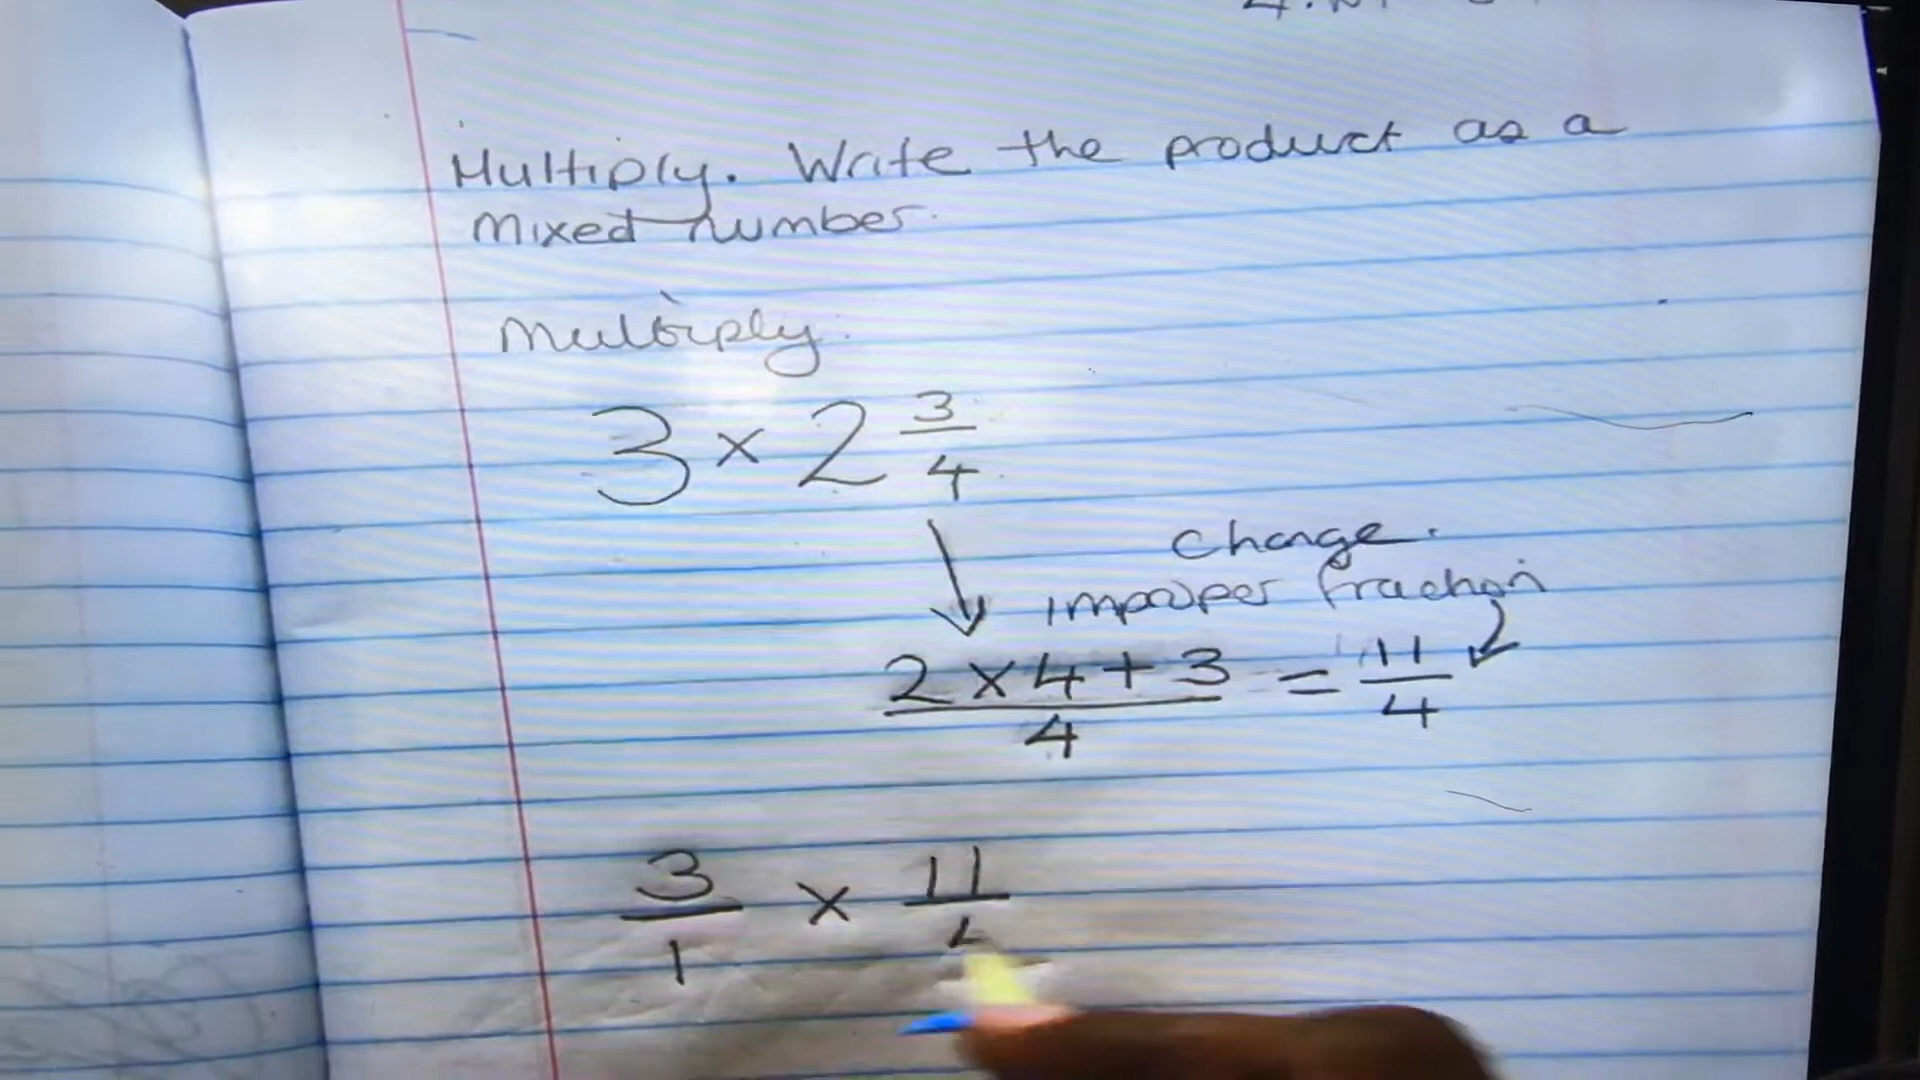 Multiply. Write the product as a
mixed number.
Multiply.
3 × 2 3/4
Change.
improper fraction
2 × 4 + 3 / 4 = 11/4
3/1 × 11/4